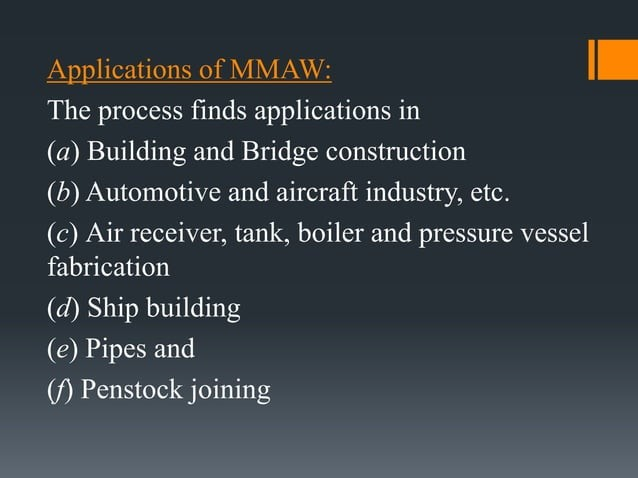 Applications of MMAW:
The process finds applications in
(a) Building and Bridge construction
(b) Automotive and aircraft industry, etc.
(c) Air receiver, tank, boiler and pressure vessel
fabrication
(d) Ship building
(e) Pipes and
(f) Penstock joining